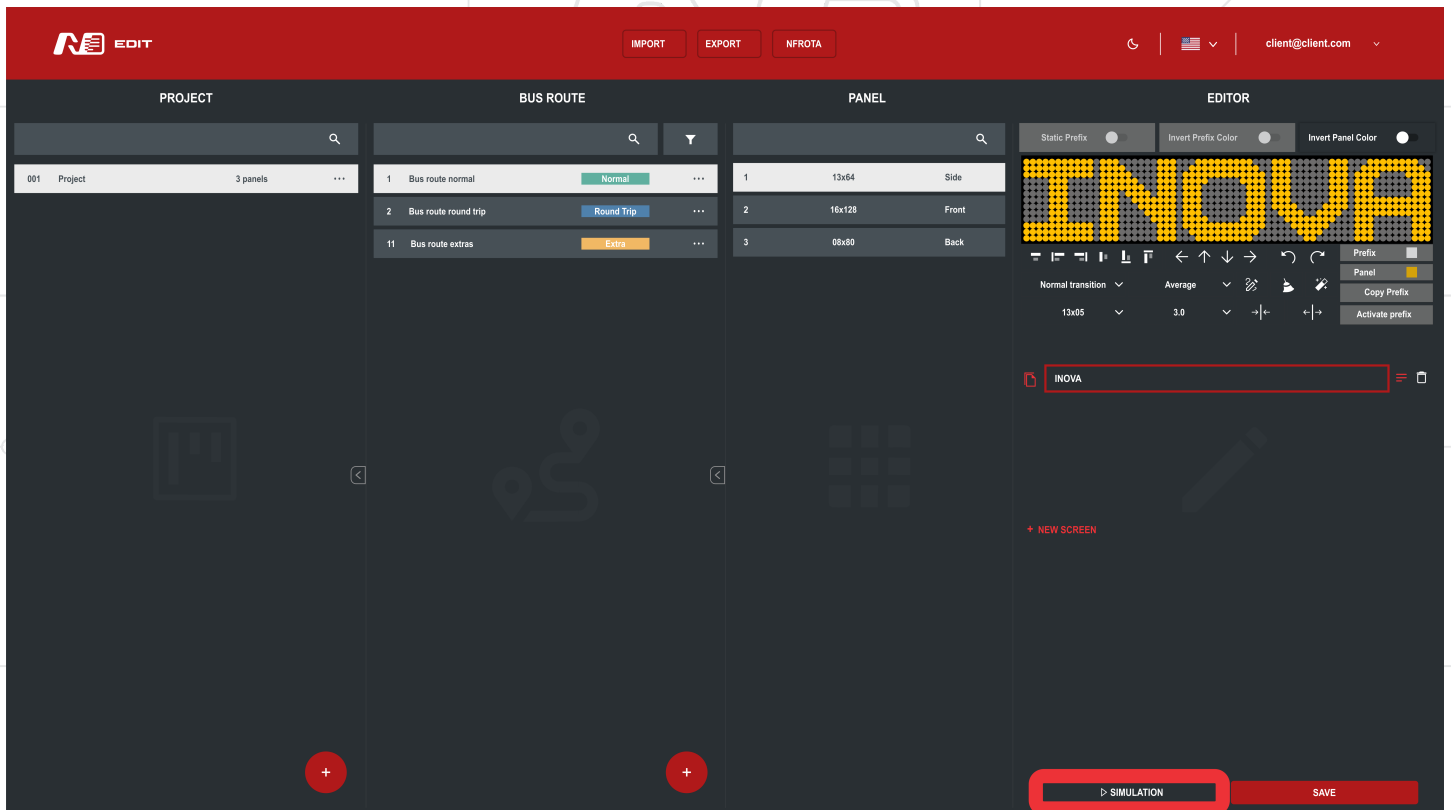 EDIT
IMPORT
EXPORT
NFROTA
client@client.com
PROJECT
BUS ROUTE
PANEL
EDITOR
001 Project 3 panels ...
1 Bus route normal Normal ...
2 Bus route round trip Round Trip ...
11 Bus route extras Extra ...
1 13x64 Side
2 16x128 Front
3 08x80 Back
Static Prefix
Invert Prefix Color
Invert Panel Color
INOVA
Prefix
Panel
Normal transition
Average
Copy Prefix
13x05
3.0
Activate prefix
INOVA
+ NEW SCREEN
SIMULATION
SAVE